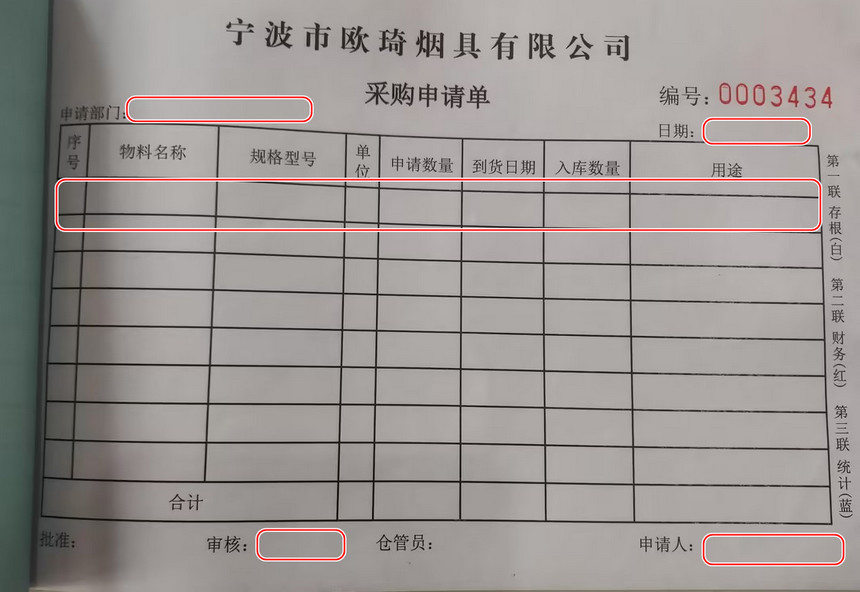 宁波市欧琦烟具有限公司
采购申请单
编号：0003434
申请部门：
日期：
序号 物料名称 规格型号 单位 申请数量 到货日期 入库数量 用途
合计
批准： 审核： 仓管员： 申请人：
第一联 存根（白） 第二联 财务（红） 第三联 统计（蓝）